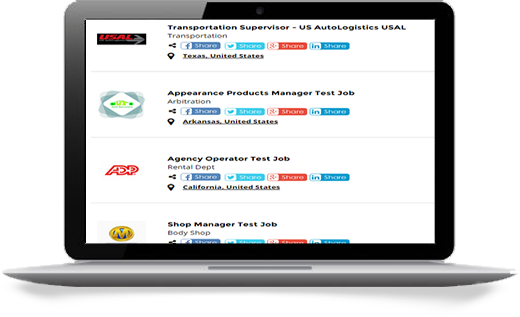 Transportation Supervisor - US AutoLogistics USAL
USAL
Transportation
Share Share Share Share
Texas, United States
Appearance Products Manager Test Job
Arbitration
Share Share Share Share
Arkansas, United States
Agency Operator Test Job
ADP
Rental Dept
Share Share Share Share
California, United States
Shop Manager Test Job
Body Shop
Share Share Share Share